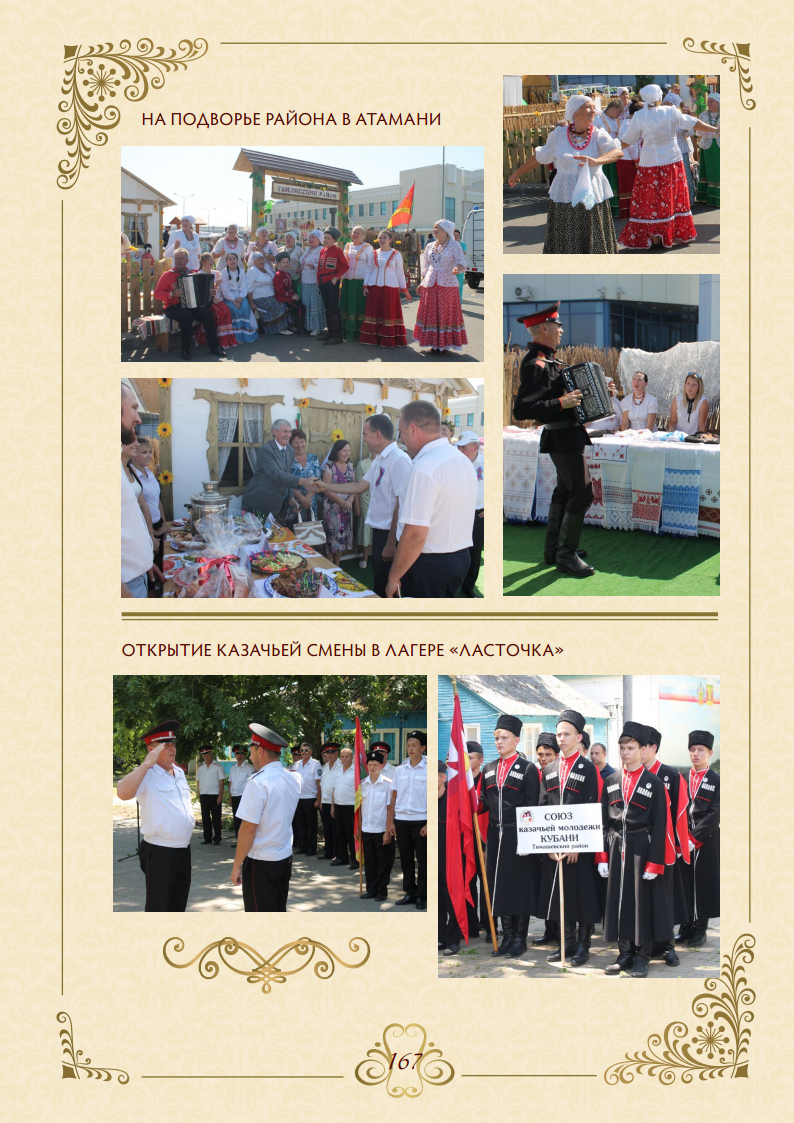 НА ПОДВОРЬЕ РАЙОНА В АТАМАНИ
ТБИЛИССКИЙ РАЙОН
ОТКРЫТИЕ КАЗАЧЬЕЙ СМЕНЫ В ЛАГЕРЕ «ЛАСТОЧКА»
СОЮЗ
казачьей молодежи
КУБАНИ
Тимашевский район
167